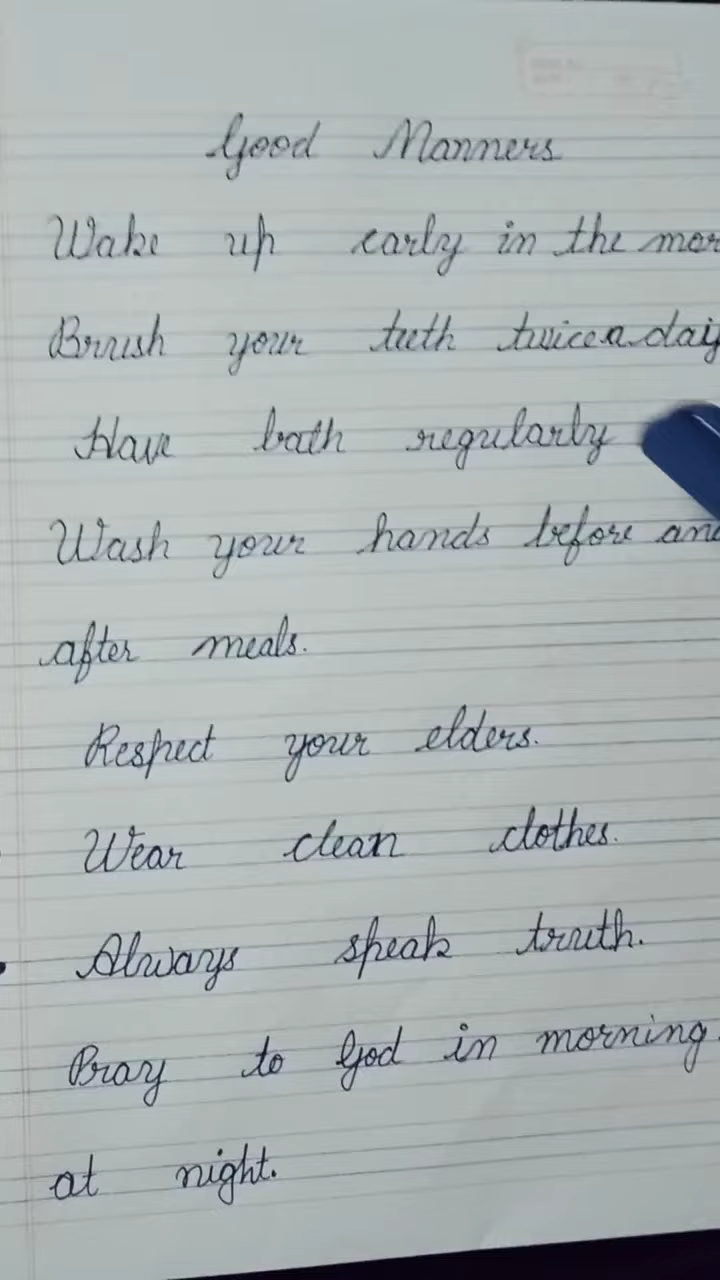 Good Manners
Wake up early in the mor
Brush your teeth twice a day
Have bath regularly
Wash your hands before and
after meals.
Respect your elders.
Wear clean clothes.
Always speak truth.
Pray to God in morning
at night.